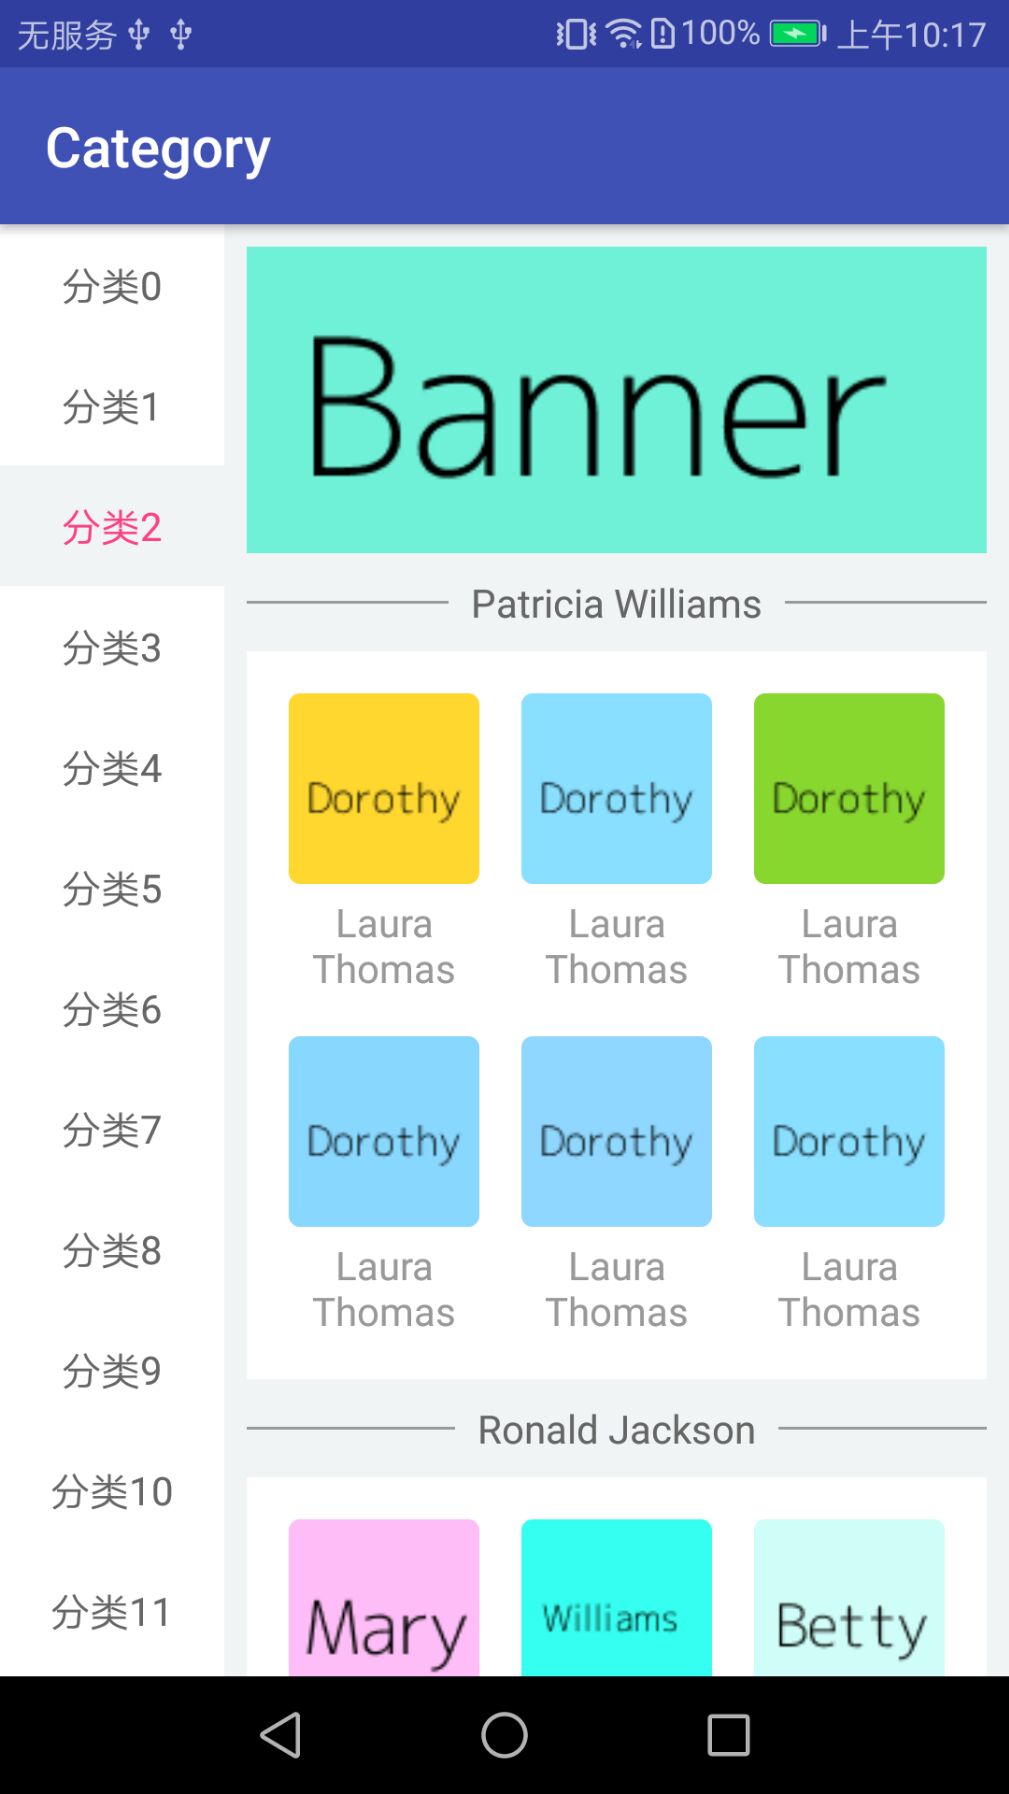 无服务 100% 上午10:17
Category
分类0
分类1
分类2
分类3
分类4
分类5
分类6
分类7
分类8
分类9
分类10
分类11
Banner
Patricia Williams
Dorothy Dorothy Dorothy
Laura Laura Laura
Thomas Thomas Thomas
Dorothy Dorothy Dorothy
Laura Laura Laura
Thomas Thomas Thomas
Ronald Jackson
Mary Williams Betty